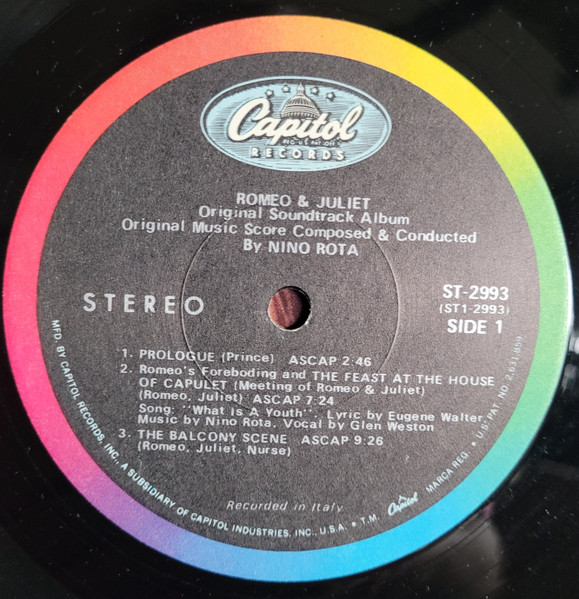 Capitol
REG. U.S. PAT. OFF.
RECORDS
ROMEO & JULIET
Original Soundtrack Album
Original Music Score Composed & Conducted
By NINO ROTA
STEREO
ST-2993
(ST1-2993)
SIDE 1
1. PROLOGUE (Prince) ASCAP 2:46
2. Romeo's Foreboding and THE FEAST AT THE HOUSE
OF CAPULET (Meeting of Romeo & Juliet)
(Romeo, Juliet) ASCAP 7:24
Song: "What Is A Youth". Lyric by Eugene Walter
Music by Nino Rota. Vocal by Glen Weston
3. THE BALCONY SCENE ASCAP 9:26
(Romeo, Juliet, Nurse)
Recorded in Italy
MFD. BY CAPITOL RECORDS, INC., A SUBSIDIARY OF CAPITOL INDUSTRIES, INC., U.S.A. • T.M. Capitol MARCA REG. • U.S. PAT. NO. 2,631,859